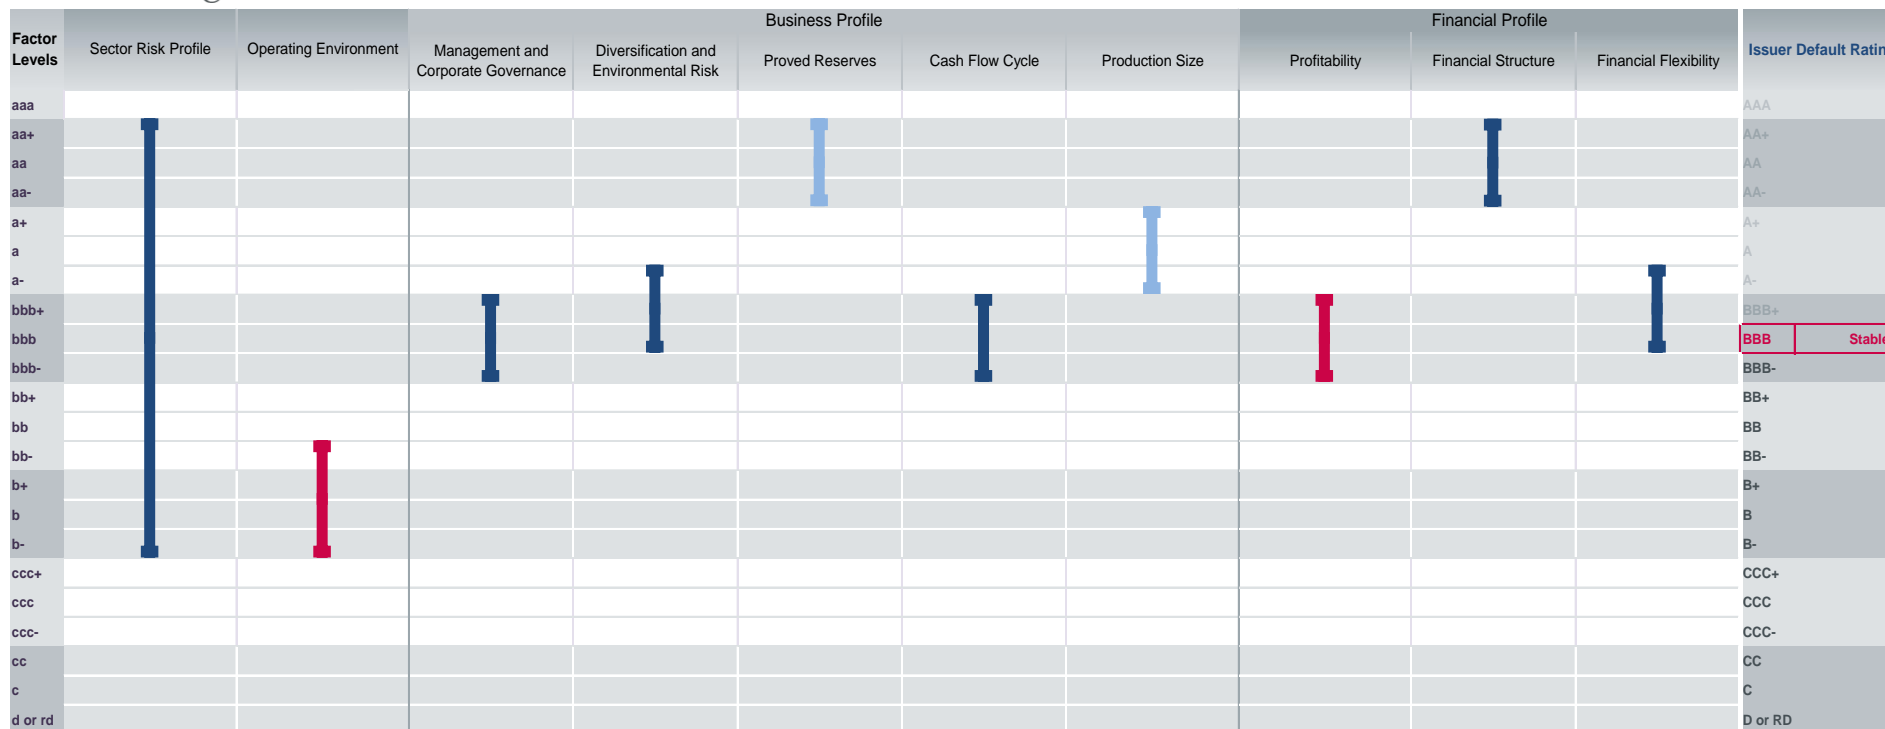 Business Profile
Financial Profile
Factor Levels
Sector Risk Profile
Operating Environment
Management and Corporate Governance
Diversification and Environmental Risk
Proved Reserves
Cash Flow Cycle
Production Size
Profitability
Financial Structure
Financial Flexibility
Issuer Default Ratin
aaa
AAA
aa+
AA+
aa
AA
aa-
AA-
a+
A+
a
A
a-
A-
bbb+
BBB+
bbb
BBB
Stable
bbb-
BBB-
bb+
BB+
bb
BB
bb-
BB-
b+
B+
b
B
b-
B-
ccc+
CCC+
ccc
CCC
ccc-
CCC-
cc
CC
c
C
d or rd
D or RD